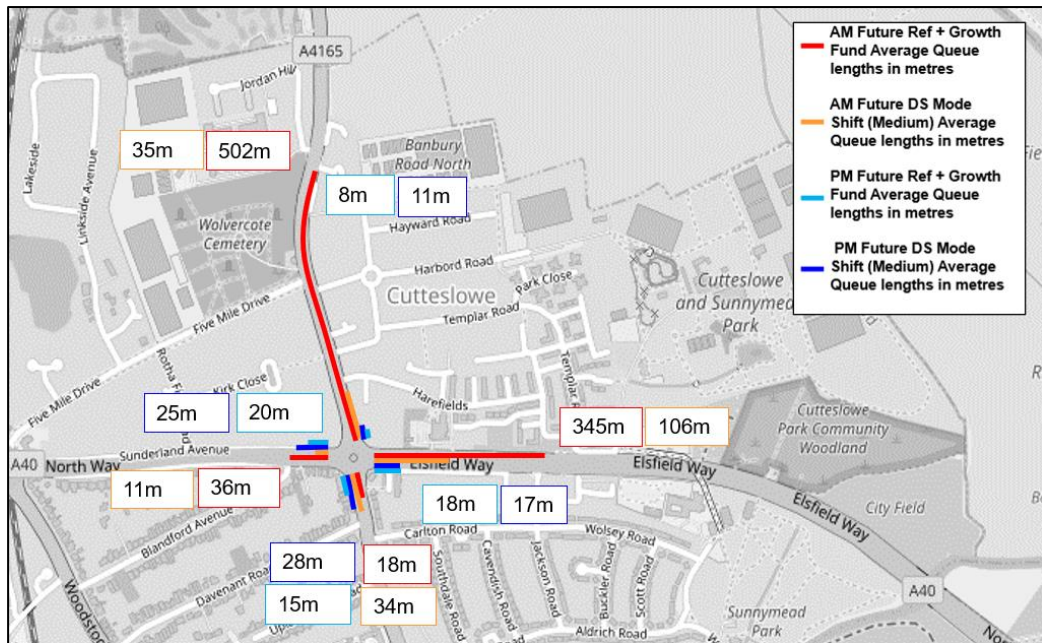 A4165
Jordan Hill
Lakeside
Linkside Avenue
35m
502m
Banbury
Road North
8m
11m
Wolvercote
Cemetery
Hayward Road
Harbord Road
Park Close
Cutteslowe
Cutteslowe
and Sunnymead
Park
Five Mile Drive
Templar Road
Templar
Kirk Close
Five Mile Drive
Harefields
25m
20m
345m
106m
Cutteslowe
Park Community
Woodland
Sunderland Avenue
A40
North Way
Elsfield Way
Elsfield Way
Elsfield Way
City Field
11m
36m
18m
17m
Blandford Avenue
Carlton Road
Wolsey Road
28m
18m
Davenant Road
15m
34m
Southdale Road
Cavendish Road
Jackson Road
Buckler Road
Scott Road
Aldrich Road
Sunnymead
Park
A40
AM Future Ref + Growth
Fund Average Queue
lengths in metres
AM Future DS Mode
Shift (Medium) Average
Queue lengths in metres
PM Future Ref + Growth
Fund Average Queue
lengths in metres
PM Future DS Mode
Shift (Medium) Average
Queue lengths in metres